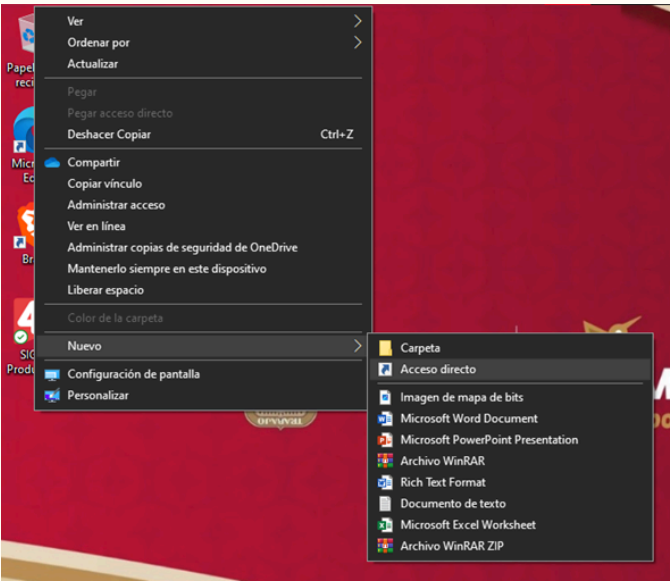 Ver
Ordenar por
Actualizar
Pegar
Pegar acceso directo
Deshacer Copiar Ctrl+Z
Compartir
Copiar vínculo
Administrar acceso
Ver en línea
Administrar copias de seguridad de OneDrive
Mantenerlo siempre en este dispositivo
Liberar espacio
Color de la carpeta
Nuevo
Configuración de pantalla
Personalizar
Carpeta
Acceso directo
Imagen de mapa de bits
Microsoft Word Document
Microsoft PowerPoint Presentation
Archivo WinRAR
Rich Text Format
Documento de texto
Microsoft Excel Worksheet
Archivo WinRAR ZIP